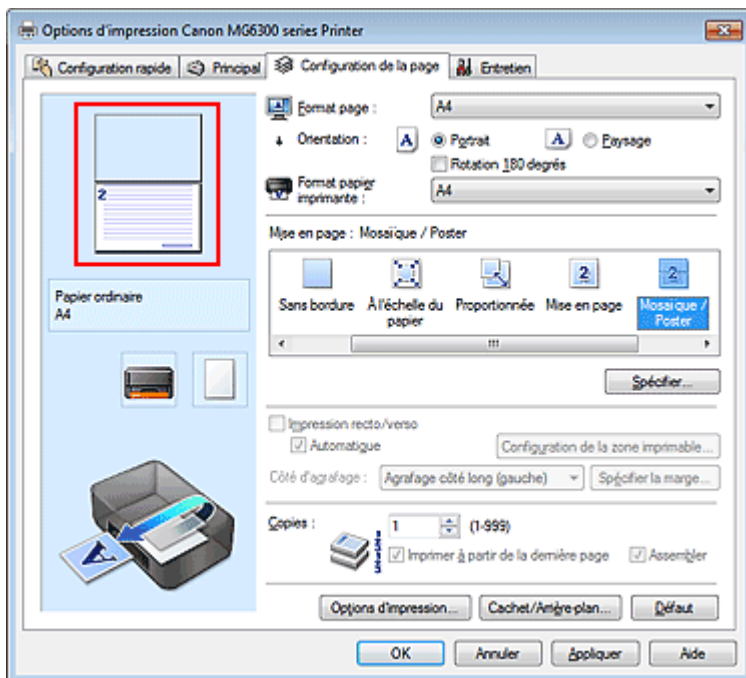 Options d'impression Canon MG6300 series Printer
Configuration rapide
Principal
Configuration de la page
Entretien
2
Papier ordinaire
A4
Format page :
A4
Orientation :
A
Portrait
A
Paysage
Rotation 180 degrés
Format papier imprimante :
A4
Mise en page : Mosaïque / Poster
Sans bordure
À l'échelle du papier
Proportionnée
2
Mise en page
2
Mosaïque / Poster
Spécifier...
Impression recto/verso
Automatique
Configuration de la zone imprimable...
Côté d'agrafage :
Agrafage côté long (gauche)
Spécifier la marge...
Copies :
1
(1-999)
Imprimer à partir de la dernière page
Assembler
A
Options d'impression...
Cachet/Arrière-plan...
Défaut
OK
Annuler
Appliquer
Aide